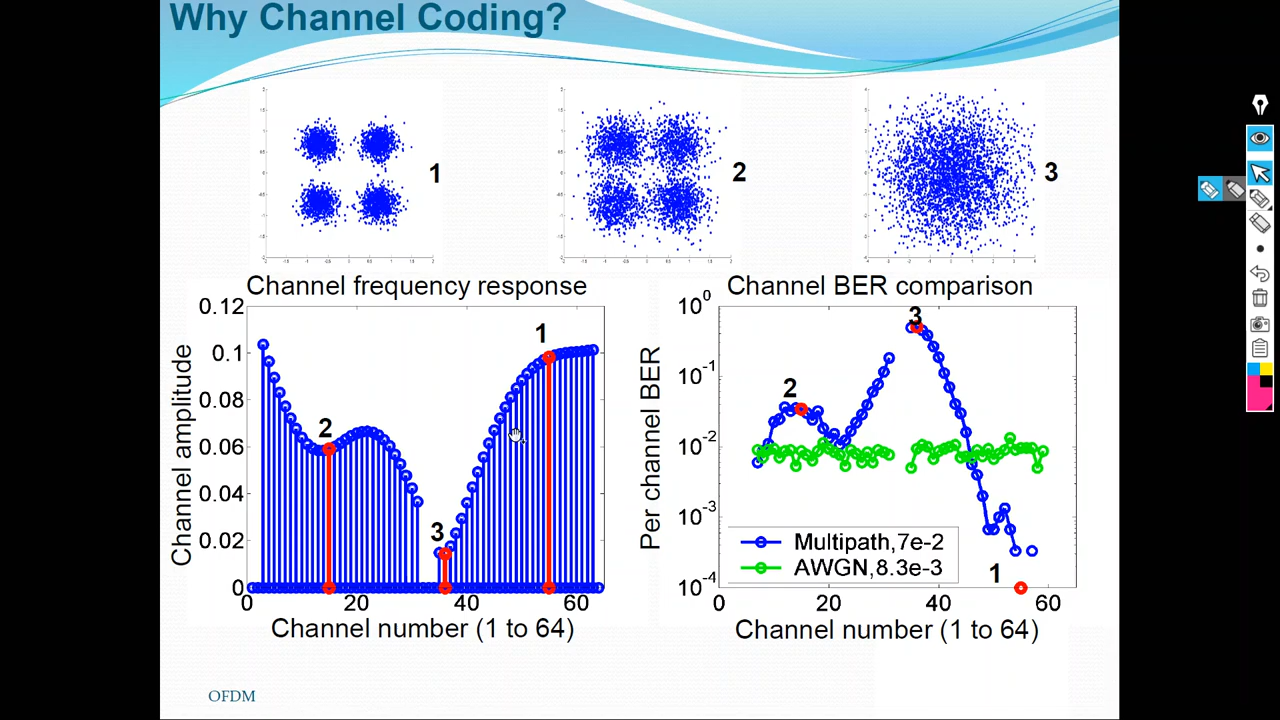 Why Channel Coding?
1
2
3
Channel frequency response
Channel amplitude
0.12
0.1
0.08
0.06
0.04
0.02
0
0 20 40 60
Channel number (1 to 64)
1
2
3
Channel BER comparison
Per channel BER
10^0
10^-1
10^-2
10^-3
10^-4
0 20 40 60
Channel number (1 to 64)
3
2
1
Multipath,7e-2
AWGN,8.3e-3
OFDM